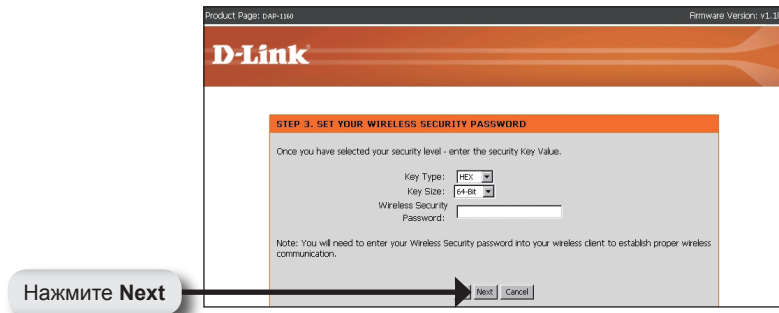 Product Page: DAP-1160 Firmware Version: v1.10
D-Link
STEP 3. SET YOUR WIRELESS SECURITY PASSWORD
Once you have selected your security level - enter the security Key Value.
Key Type: HEX
Key Size: 64-Bit
Wireless Security
Password:
Note: You will need to enter your Wireless Security password into your wireless client to establish proper wireless
communication.
Нажмите Next
Next Cancel